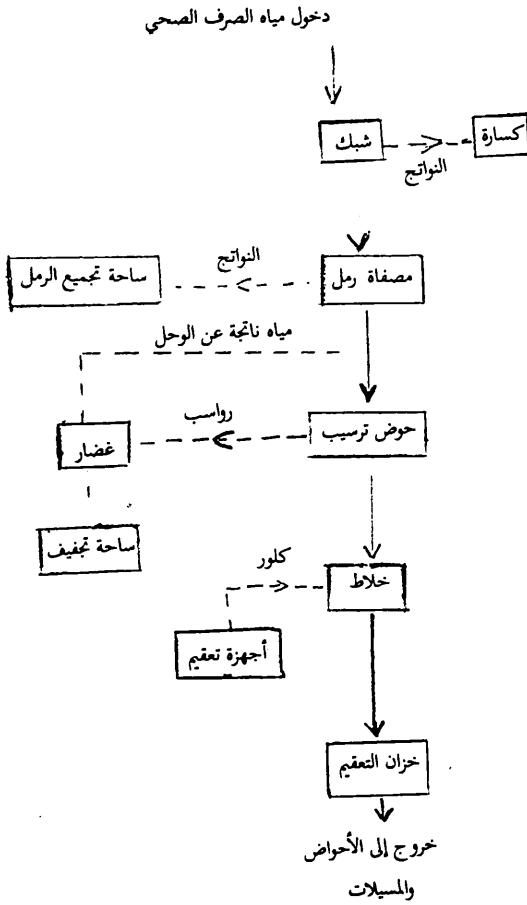 دخول مياه الصرف الصحي
شبك
كسارة
النواتج
مصفاة رمل
النواتج
ساحة تجميع الرمل
مياه ناتجة عن الوحل
حوض ترسيب
رواسب
غضار
ساحة تجفيف
خلاط
كلور
أجهزة تعقيم
خزان التعقيم
خروج إلى الأحواض
والمسيلات